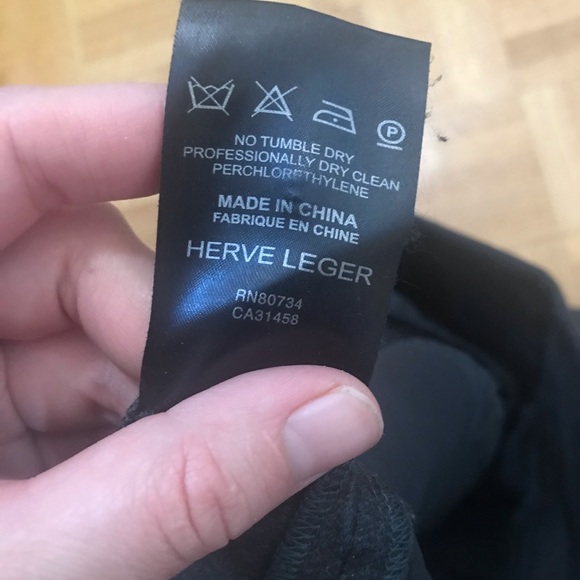 P
NO TUMBLE DRY
PROFESSIONALLY DRY CLEAN
PERCHLORETHYLENE
MADE IN CHINA
FABRIQUE EN CHINE
HERVE LEGER
RN80734
CA31458